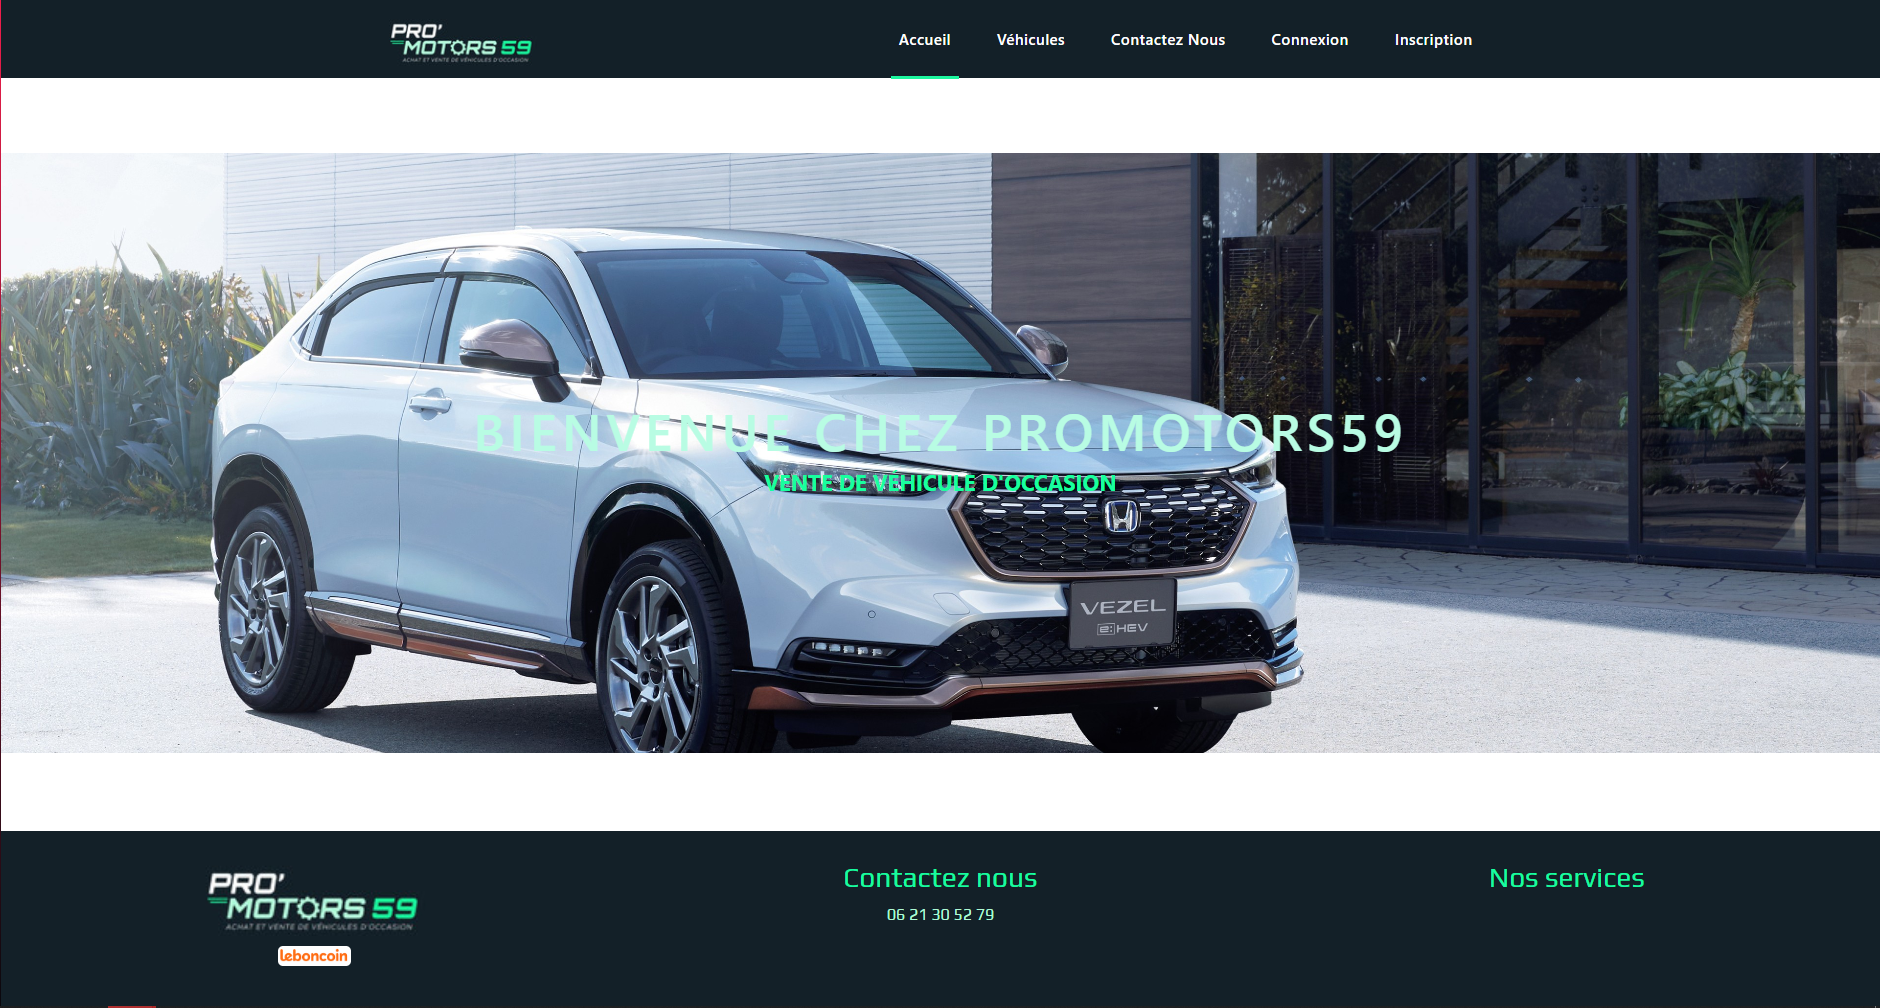 PRO'
MOTORS 59
ACHAT ET VENTE DE VÉHICULES D'OCCASION
Accueil
Véhicules
Contactez Nous
Connexion
Inscription
BIENVENUE CHEZ PROMOTORS59
VENTE DE VÉHICULE D'OCCASION
VEZEL
e:HEV
PRO'
MOTORS 59
ACHAT ET VENTE DE VÉHICULES D'OCCASION
leboncoin
Contactez nous
06 21 30 52 79
Nos services